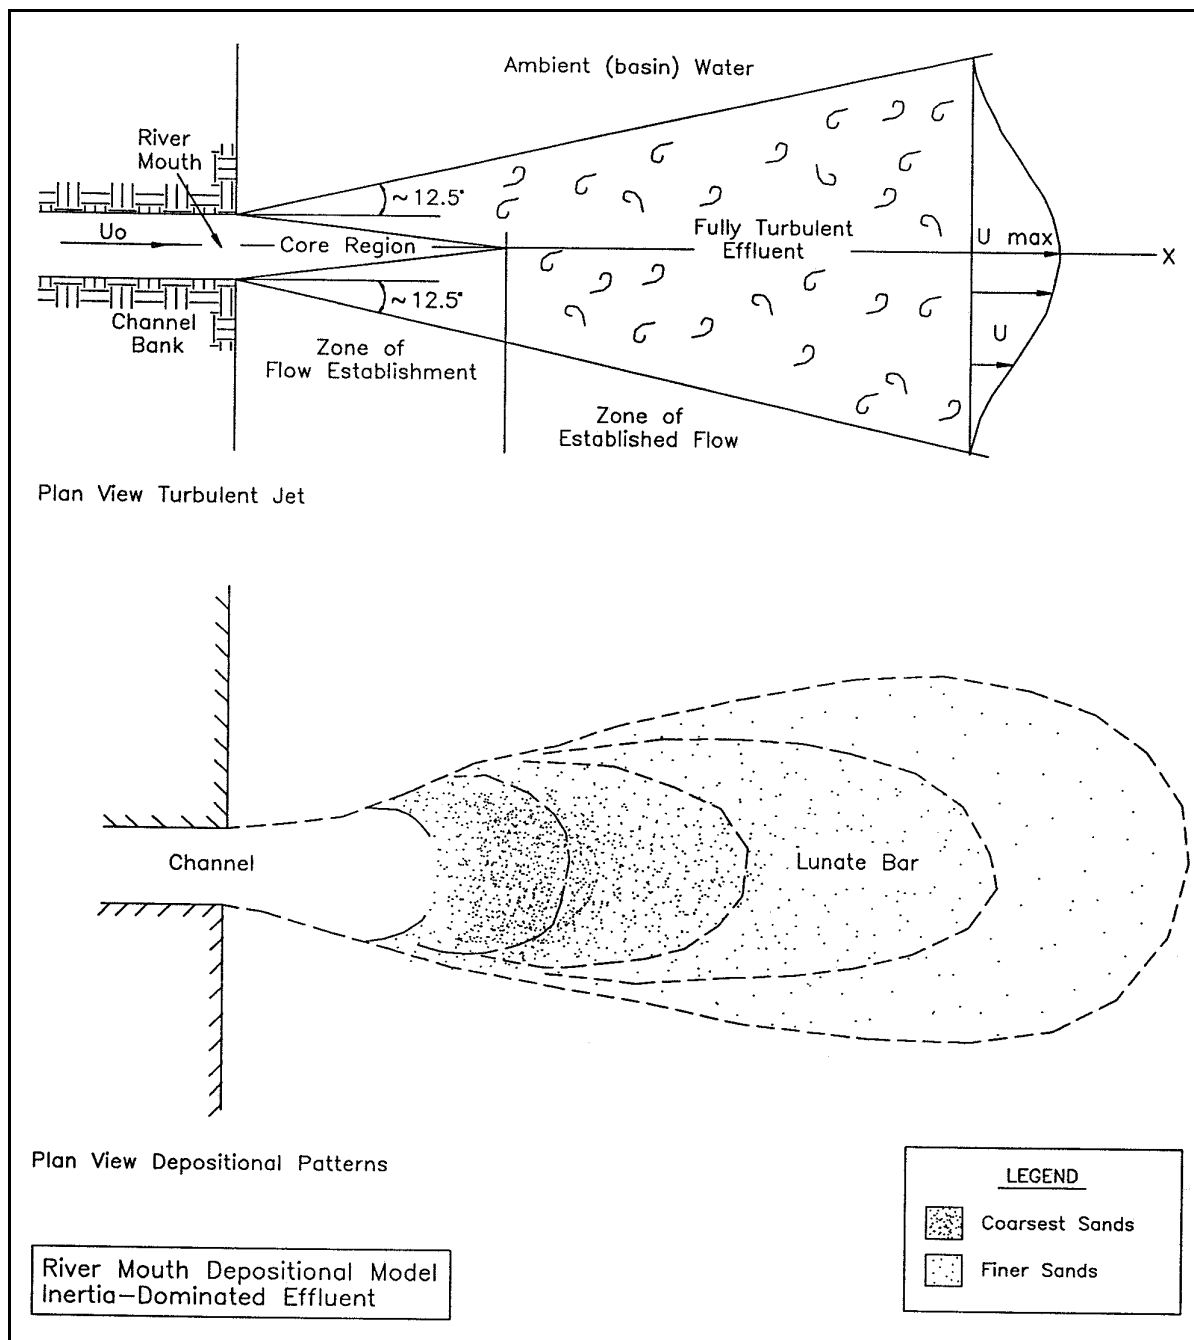 Ambient (basin) Water
River
Mouth
~12.5°
Uo
Core Region
Fully Turbulent
Effluent
U max
X
~12.5°
U
Channel
Bank
Zone of
Flow Establishment
Zone of
Established Flow
Plan View Turbulent Jet
Channel
Lunate Bar
Plan View Depositional Patterns
LEGEND
Coarsest Sands
Finer Sands
River Mouth Depositional Model
Inertia-Dominated Effluent